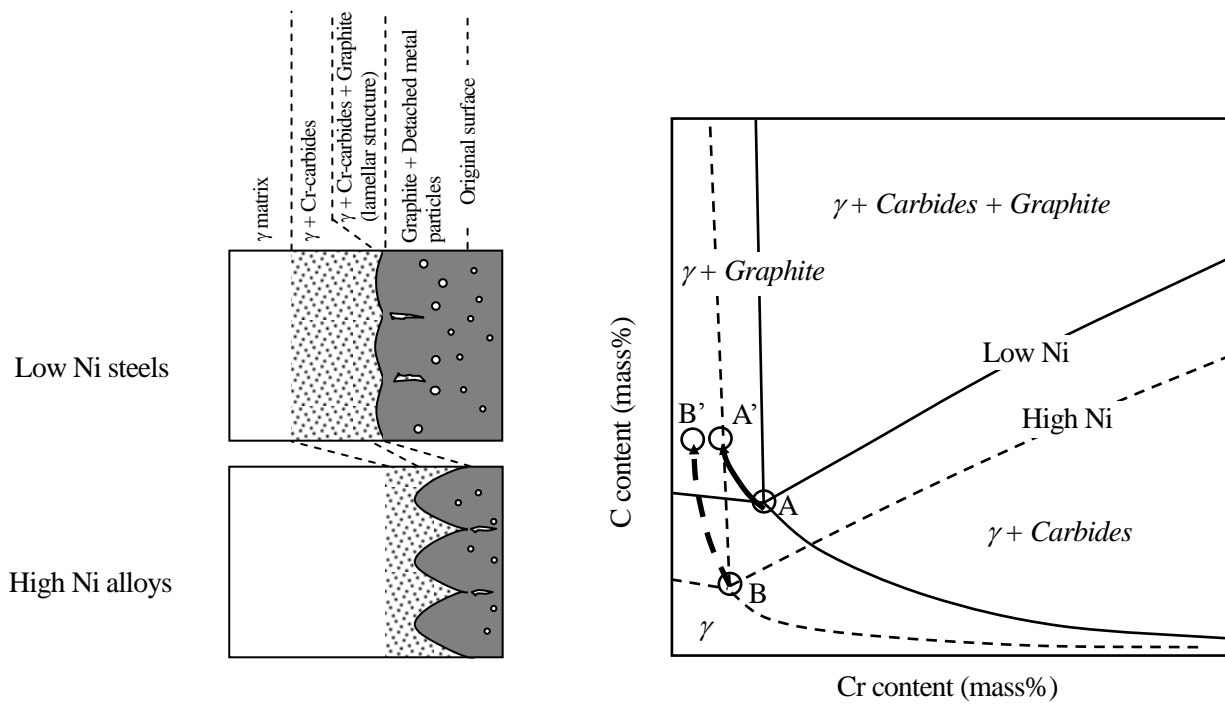 γ matrix
γ + Cr-carbides
γ + Cr-carbides + Graphite
(lamellar structure)
Graphite + Detached metal
particles
Original surface
Low Ni steels
High Ni alloys
C content (mass%)
γ + Carbides + Graphite
γ + Graphite
Low Ni
High Ni
B’
A’
A
γ + Carbides
B
γ
Cr content (mass%)